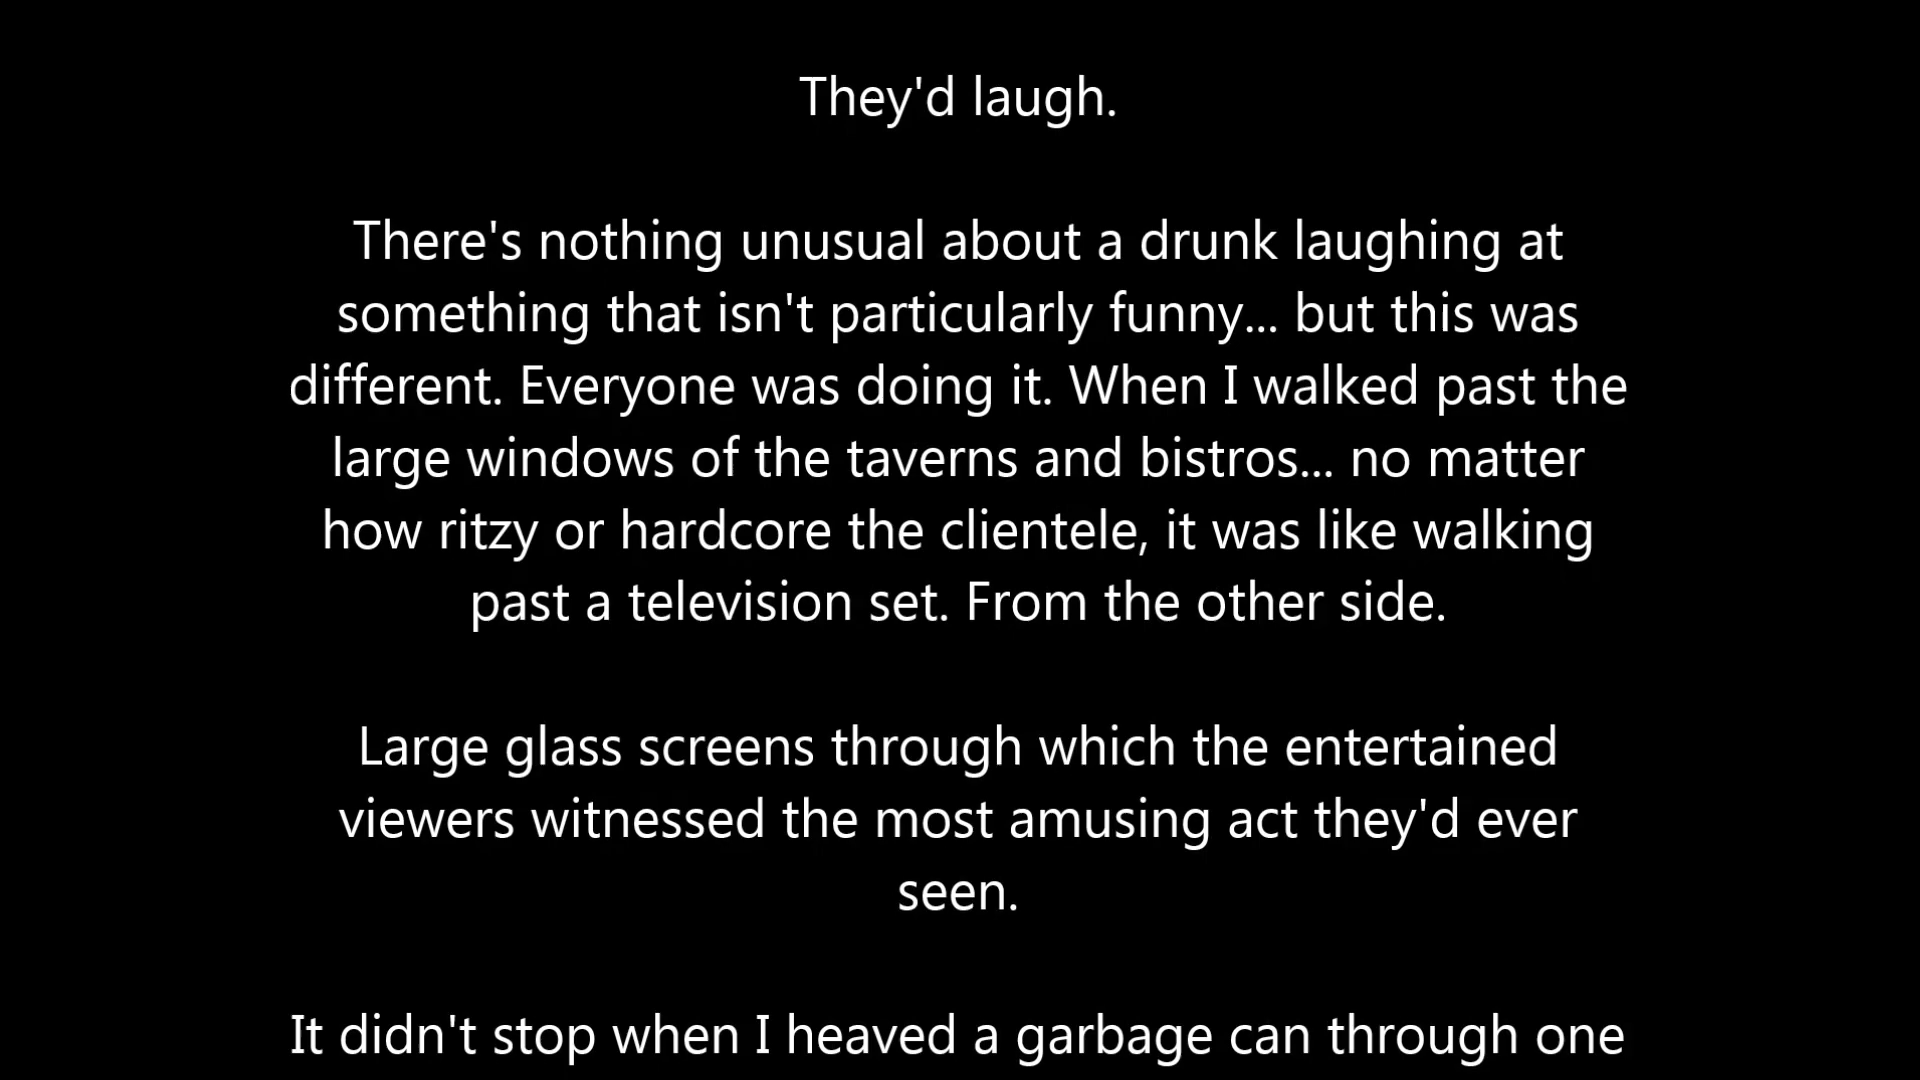 They'd laugh.
There's nothing unusual about a drunk laughing at
something that isn't particularly funny... but this was
different. Everyone was doing it. When I walked past the
large windows of the taverns and bistros... no matter
how ritzy or hardcore the clientele, it was like walking
past a television set. From the other side.
Large glass screens through which the entertained
viewers witnessed the most amusing act they'd ever
seen.
It didn't stop when I heaved a garbage can through one